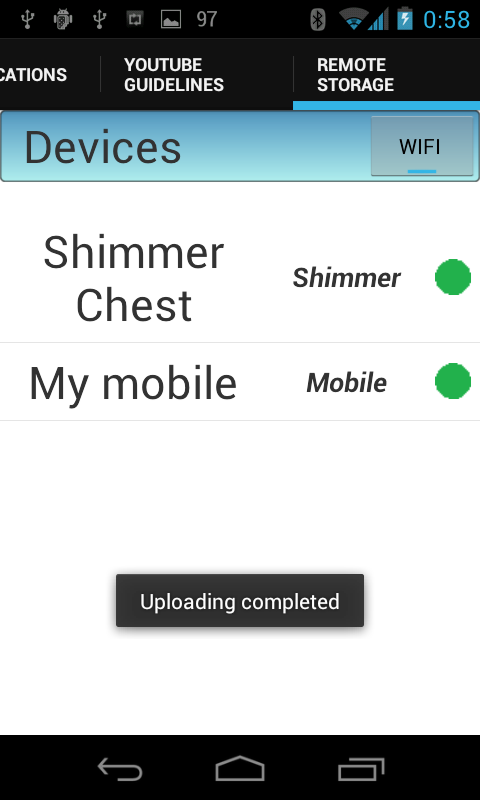 97
0:58
CATIONS
YOUTUBE
GUIDELINES
REMOTE
STORAGE
Devices
WIFI
Shimmer
Chest
Shimmer
My mobile
Mobile
Uploading completed